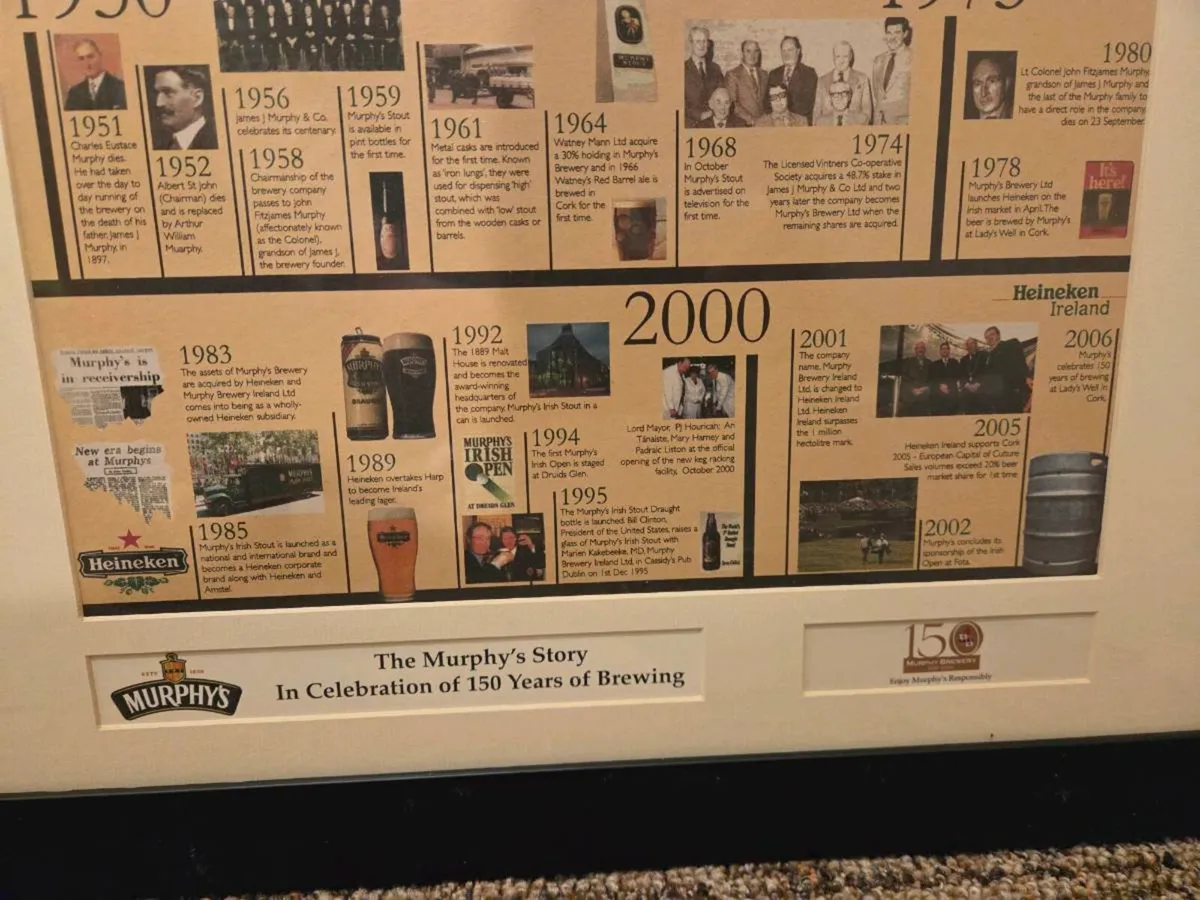 1950
1975
1951
Charles Eustace
Murphy dies.
He had taken
over the day to
day running of
the brewery on
the death of his
father, James J
Murphy, in
1897.
1952
Albert St John
(Chairman) dies
and is replaced
by Arthur
William
Muarphy.
1956
James J Murphy & Co.
celebrates its centenary.
1958
Chairmanship of the
brewery company
passes to John
Fitzjames Murphy
(affectionately known
as the Colonel),
grandson of James J,
the brewery founder.
1959
Murphy's Stout
is available in
pint bottles for
the first time.
1961
Metal casks are introduced
for the first time. Known
as 'iron lungs', they were
used for dispensing 'high'
stout, which was
combined with 'low' stout
from the wooden casks or
barrels.
1964
Watney Mann Ltd acquire
a 30% holding in Murphy's
Brewery and in 1966
Watney's Red Barrel ale is
brewed in
Cork for the
first time.
1968
In October
Murphy's Stout
is advertised on
television for the
first time.
1974
The Licensed Vintners Co-operative
Society acquires a 48.7% stake in
James J Murphy & Co Ltd and two
years later the company becomes
Murphy's Brewery Ltd when the
remaining shares are acquired.
1980
Lt Colonel John Fitzjames Murphy,
grandson of James J Murphy and
the last of the Murphy family to
have a direct role in the company,
dies on 23 September.
1978
Murphy's Brewery Ltd
launches Heineken on the
Irish market in April. The
beer is brewed by Murphy's
at Lady's Well in Cork.
It's
here!
2000
Heineken
Ireland
Murphy's is
in receivership
New era begins
at Murphys
Heineken
1983
The assets of Murphy's Brewery
are acquired by Heineken and
Murphy Brewery Ireland Ltd
comes into being as a wholly-
owned Heineken subsidiary.
1985
Murphy's Irish Stout is launched as a
national and international brand and
becomes a Heineken corporate
brand along with Heineken and
Amstel.
1989
Heineken overtakes Harp
to become Ireland's
leading lager.
1992
The 1889 Malt
House is renovated
and becomes the
award-winning
headquarters of
the company. Murphy's Irish Stout in a
can is launched.
MURPHY'S
IRISH
OPEN
AT DRUIDS GLEN
1994
The first Murphy's
Irish Open is staged
at Druids Glen.
1995
The Murphy's Irish Stout Draught
bottle is launched. Bill Clinton,
President of the United States, raises a
glass of Murphy's Irish Stout with
Marien Kakebeeke, MD, Murphy
Brewery Ireland Ltd, in Cassidy's Pub
Dublin on 1st Dec 1995
Lord Mayor, PJ Hourican; An
Tánaiste, Mary Harney and
Padraic Liston at the official
opening of the new keg racking
facility, October 2000
2001
The company
name, Murphy
Brewery Ireland
Ltd. is changed to
Heineken Ireland
Ltd. Heineken
Ireland surpasses
the 1 million
hectolitre mark.
2005
Heineken Ireland supports Cork
2005 - European Capital of Culture
Sales volumes exceed 20% beer
market share for 1st time
2002
Murphy's concludes its
sponsorship of the Irish
Open at Fota.
2006
Murphy's
celebrates 150
years of brewing
at Lady's Well in
Cork.
ESTD 1856
MURPHY'S
The Murphy's Story
In Celebration of 150 Years of Brewing
150
MURPHY BREWERY
Enjoy Murphy's Responsibly